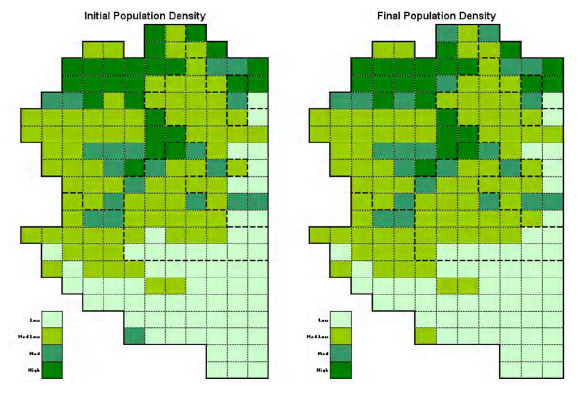 Initial Population Density
Final Population Density
Low
Med Low
Med
High
Low
Med Low
Med
High